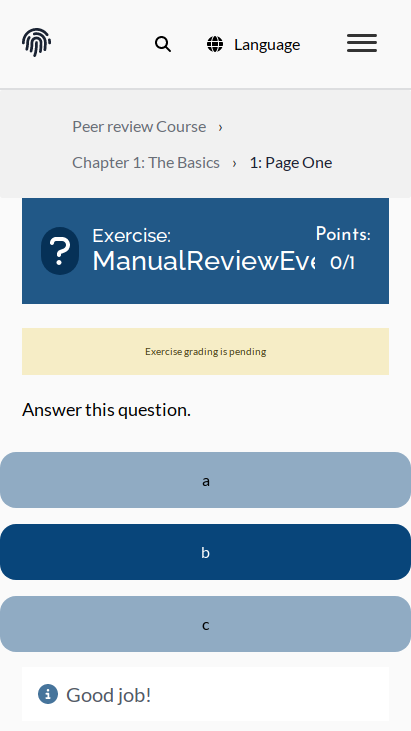 Language
Peer review Course ›
Chapter 1: The Basics › 1: Page One
Exercise:
Points:
ManualReviewEve
0/1
Exercise grading is pending
Answer this question.
a
b
c
Good job!